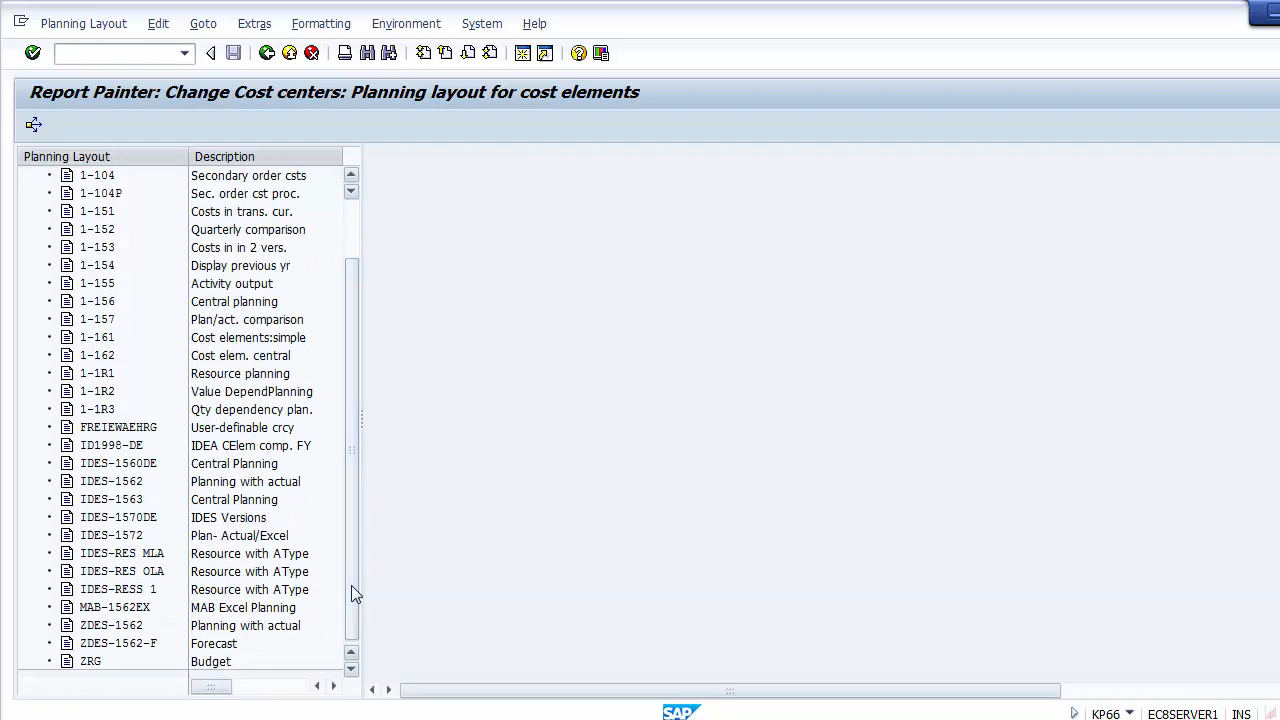 Planning Layout Edit Goto Extras Formatting Environment System Help
Report Painter: Change Cost centers: Planning layout for cost elements
Planning Layout Description
1-104 Secondary order csts
1-104P Sec. order cst proc.
1-151 Costs in trans. cur.
1-152 Quarterly comparison
1-153 Costs in in 2 vers.
1-154 Display previous yr
1-155 Activity output
1-156 Central planning
1-157 Plan/act. comparison
1-161 Cost elements:simple
1-162 Cost elem. central
1-1R1 Resource planning
1-1R2 Value DependPlanning
1-1R3 Qty dependency plan.
FREIEWAEHRG User-definable crcy
ID1998-DE IDEA CElem comp. FY
IDES-1560DE Central Planning
IDES-1562 Planning with actual
IDES-1563 Central Planning
IDES-1570DE IDES Versions
IDES-1572 Plan- Actual/Excel
IDES-RES MLA Resource with AType
IDES-RES OLA Resource with AType
IDES-RESS 1 Resource with AType
MAB-1562EX MAB Excel Planning
ZDES-1562 Planning with actual
ZDES-1562-F Forecast
ZRG Budget
SAP KP66 EC8SERVER1 INS